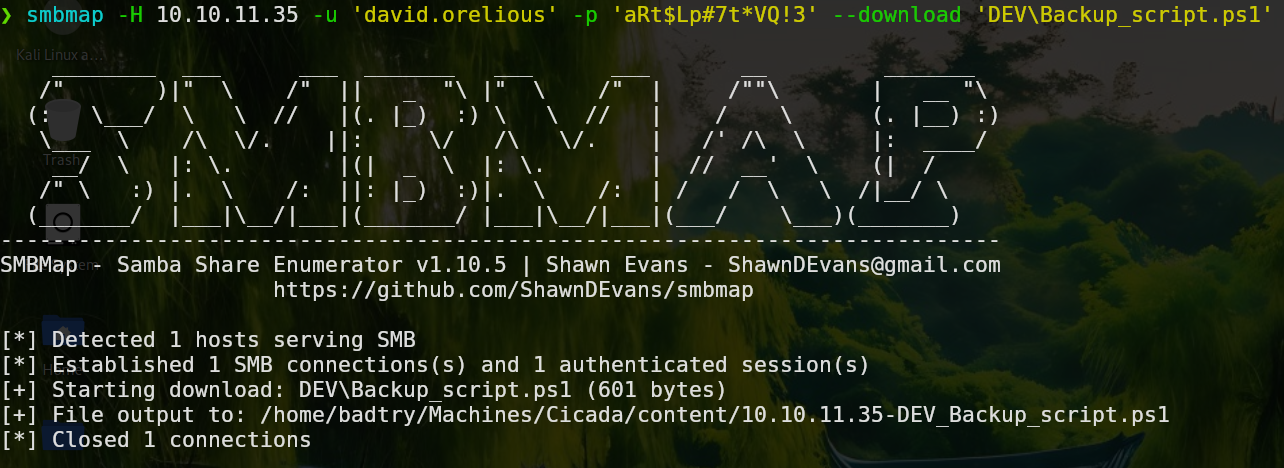 ❯ smbmap -H 10.10.11.35 -u 'david.orelious' -p 'aRt$Lp#7t*VQ!3' --download 'DEV\Backup_script.ps1'
Kali Linux a...
Trash
SMBMap - Samba Share Enumerator v1.10.5 | Shawn Evans - ShawnDEvans@gmail.com
https://github.com/ShawnDEvans/smbmap
[*] Detected 1 hosts serving SMB
[*] Established 1 SMB connections(s) and 1 authenticated session(s)
[+] Starting download: DEV\Backup_script.ps1 (601 bytes)
[+] File output to: /home/badtry/Machines/Cicada/content/10.10.11.35-DEV_Backup_script.ps1
[*] Closed 1 connections